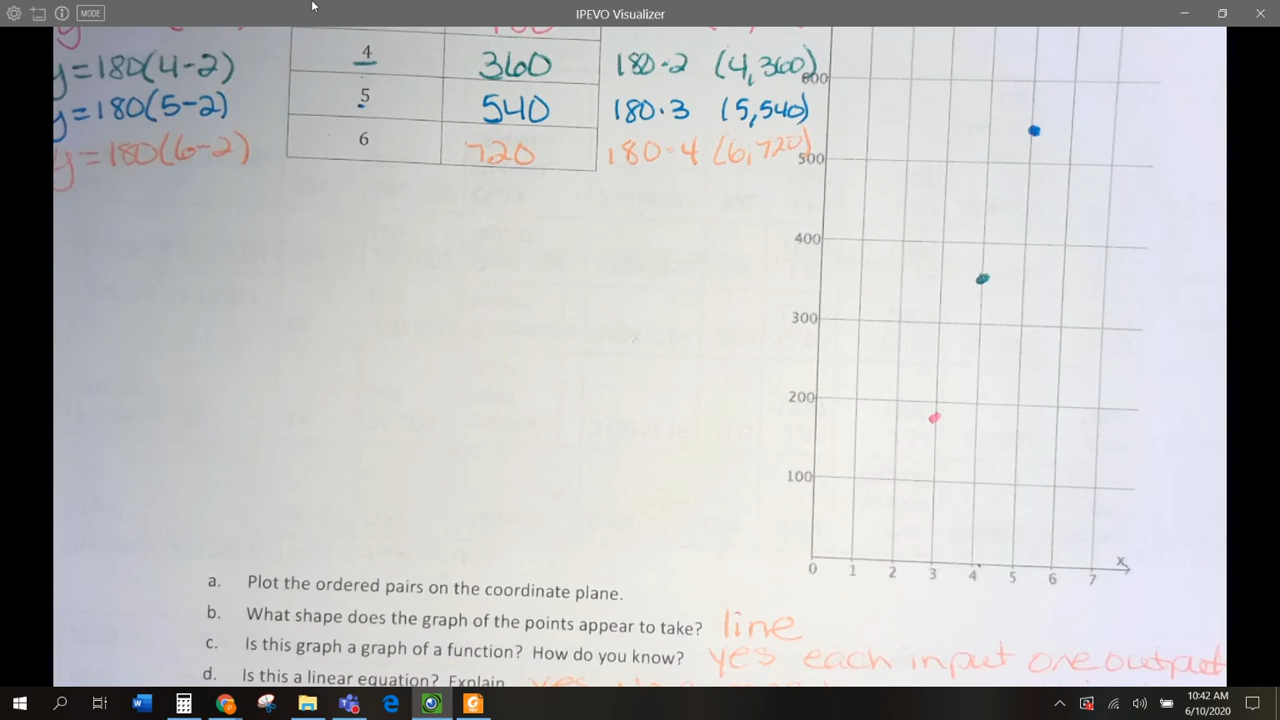 MODE
IPEVO Visualizer
y=180(4-2) 4 360 180·2 (4,360)
y=180(5-2) 5 540 180·3 (5,540)
y=180(6-2) 6 720 180·4 (6,720)
600
500
400
300
200
100
0 1 2 3 4 5 6 7
x
a. Plot the ordered pairs on the coordinate plane.
b. What shape does the graph of the points appear to take? line
c. Is this graph a graph of a function? How do you know? yes each input one output
d. Is this a linear equation? Explain yes
10:42 AM
6/10/2020